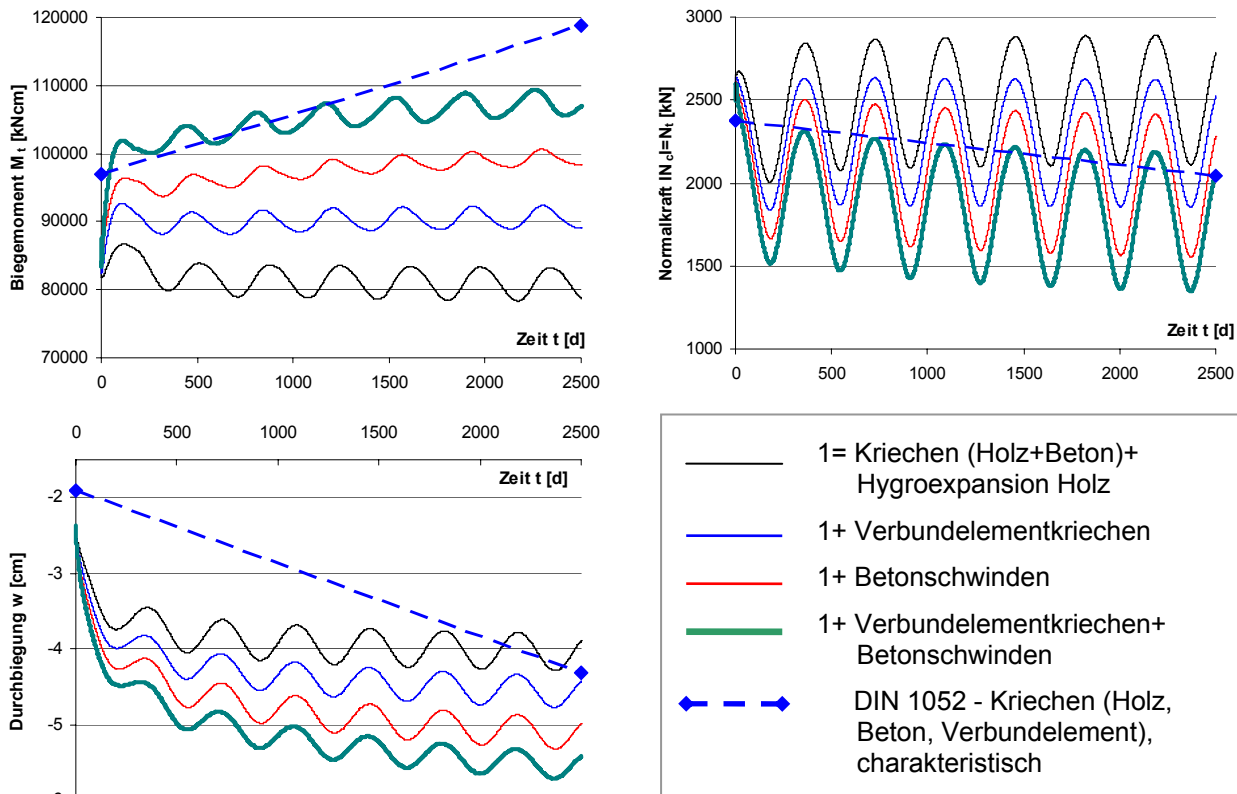 120000
110000
100000
90000
80000
70000
Biegemoment M t [kNcm]
Zeit t [d]
0 500 1000 1500 2000 2500
3000
2500
2000
1500
1000
Normalkraft IN cI=N t [kN]
Zeit t [d]
0 500 1000 1500 2000 2500
0 500 1000 1500 2000 2500
Zeit t [d]
-2
-3
-4
-5
Durchbiegung w [cm]
1= Kriechen (Holz+Beton)+
Hygroexpansion Holz
1+ Verbundelementkriechen
1+ Betonschwinden
1+ Verbundelementkriechen+
Betonschwinden
DIN 1052 - Kriechen (Holz,
Beton, Verbundelement),
charakteristisch